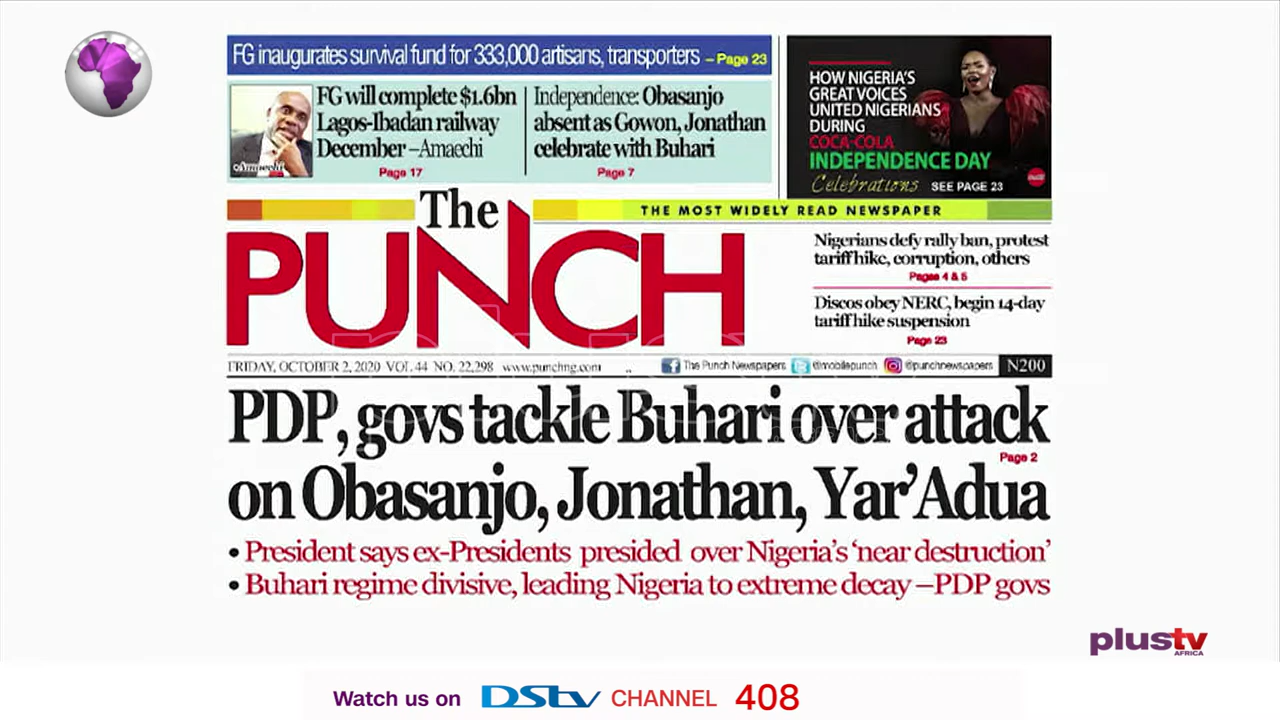 FG inaugurates survival fund for 333,000 artisans, transporters – Page 23
FG will complete $1.6bn
Lagos-Ibadan railway
December –Amaechi
Page 17
•Amaechi
Independence: Obasanjo
absent as Gowon, Jonathan
celebrate with Buhari
Page 7
HOW NIGERIA'S
GREAT VOICES
UNITED NIGERIANS
DURING
COCA-COLA
INDEPENDENCE DAY
Celebrations SEE PAGE 23
THE MOST WIDELY READ NEWSPAPER
The
PUNCH
Nigerians defy rally ban, protest
tariff hike, corruption, others
Pages 4 & 5
Discos obey NERC, begin 14-day
tariff hike suspension
Page 23
FRIDAY, OCTOBER 2, 2020 VOL. 44 NO. 22,298 www.punchng.com The Punch Newspapers @mobilepunch @punchnewspapers N200
PDP, govs tackle Buhari over attack
Page 2
on Obasanjo, Jonathan, Yar'Adua
• President says ex-Presidents presided over Nigeria's 'near destruction'
• Buhari regime divisive, leading Nigeria to extreme decay –PDP govs
plustv
AFRICA
Watch us on DStv CHANNEL 408